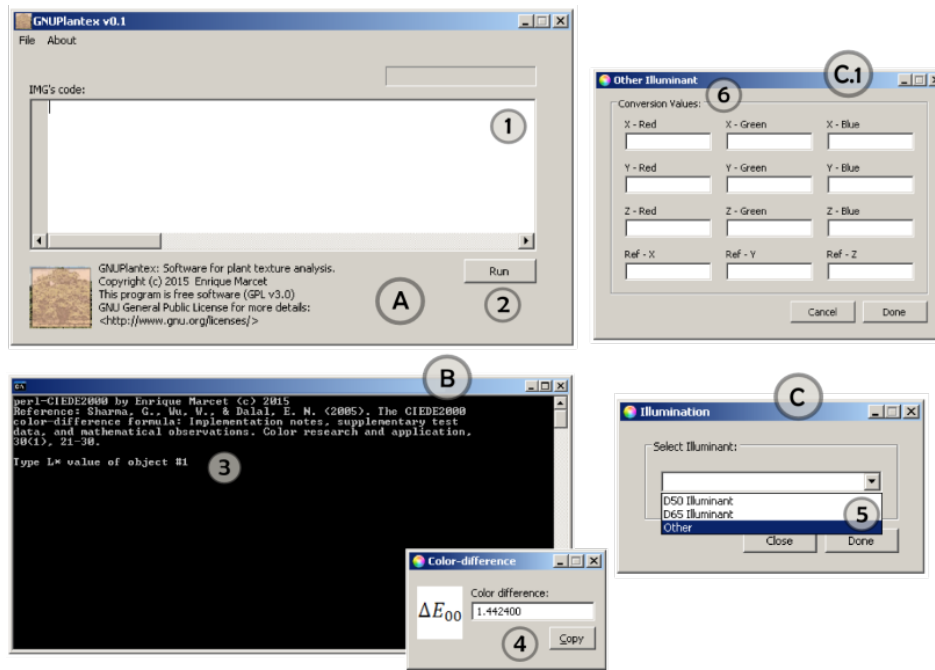 GNUPlantex v0.1
File About
IMG's code:
1
GNUPlantex: Software for plant texture analysis.
Copyright (c) 2015 Enrique Marcet
This program is free software (GPL v3.0)
GNU General Public License for more details:
<http://www.gnu.org/licenses/>
A
Run
2
Other Illuminant
C.1
Conversion Values:
6
X - Red X - Green X - Blue
Y - Red Y - Green Y - Blue
Z - Red Z - Green Z - Blue
Ref - X Ref - Y Ref - Z
Cancel Done
B
perl-CIEDE2000 by Enrique Marcet (c) 2015
Reference: Sharma, G., Wu, W., & Dalal, E. N. (2005). The CIEDE2000
color-difference formula: Implementation notes, supplementary test
data, and mathematical observations. Color research and application,
30(1), 21-30.
Type L* value of object #1
3
Color-difference
ΔE00
Color difference:
1.442400
4
Copy
C
Illumination
Select Illuminant:
D50 Illuminant
D65 Illuminant
Other
5
Close Done